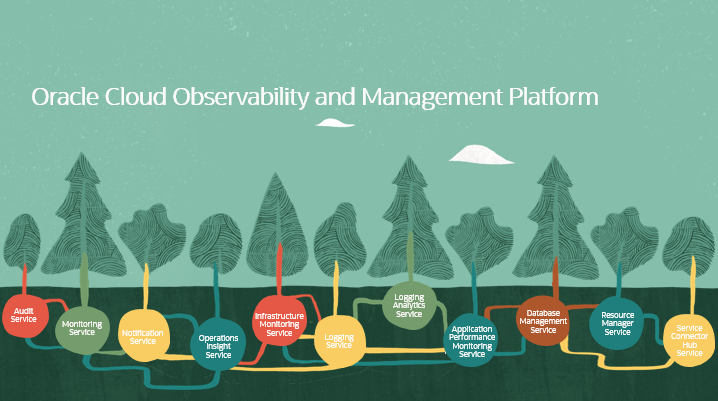 Oracle Cloud Observability and Management Platform
Audit
Service
Monitoring
Service
Notification
Service
Operations
Insight
Service
Infrastructure
Monitoring
Service
Logging
Service
Logging
Analytics
Service
Application
Performance
Monitoring
Service
Database
Management
Service
Resource
Manager
Service
Service
Connector
Hub
Service